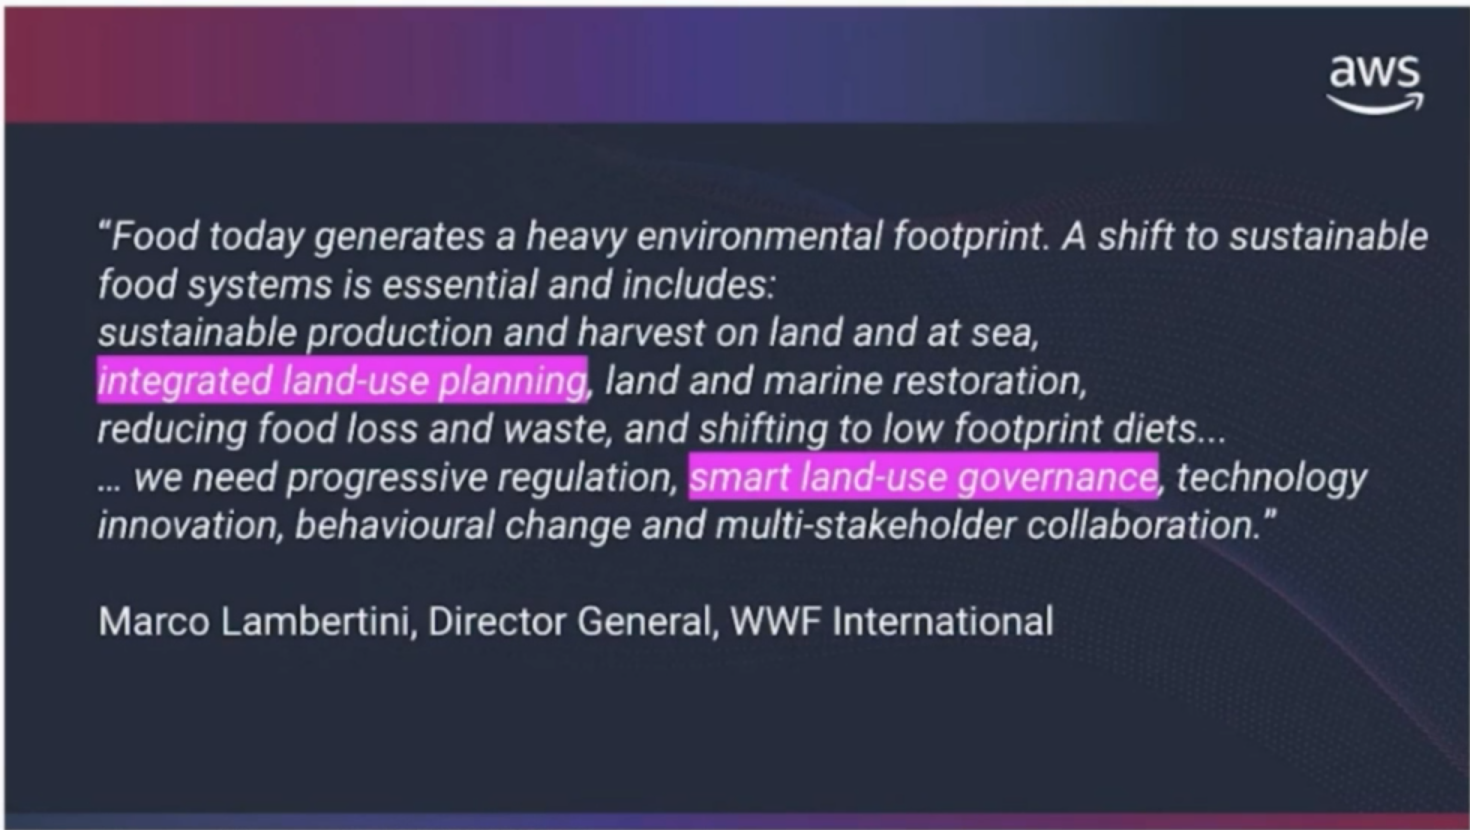 aws
“Food today generates a heavy environmental footprint. A shift to sustainable
food systems is essential and includes:
sustainable production and harvest on land and at sea,
integrated land-use planning, land and marine restoration,
reducing food loss and waste, and shifting to low footprint diets...
... we need progressive regulation, smart land-use governance, technology
innovation, behavioural change and multi-stakeholder collaboration.”
Marco Lambertini, Director General, WWF International